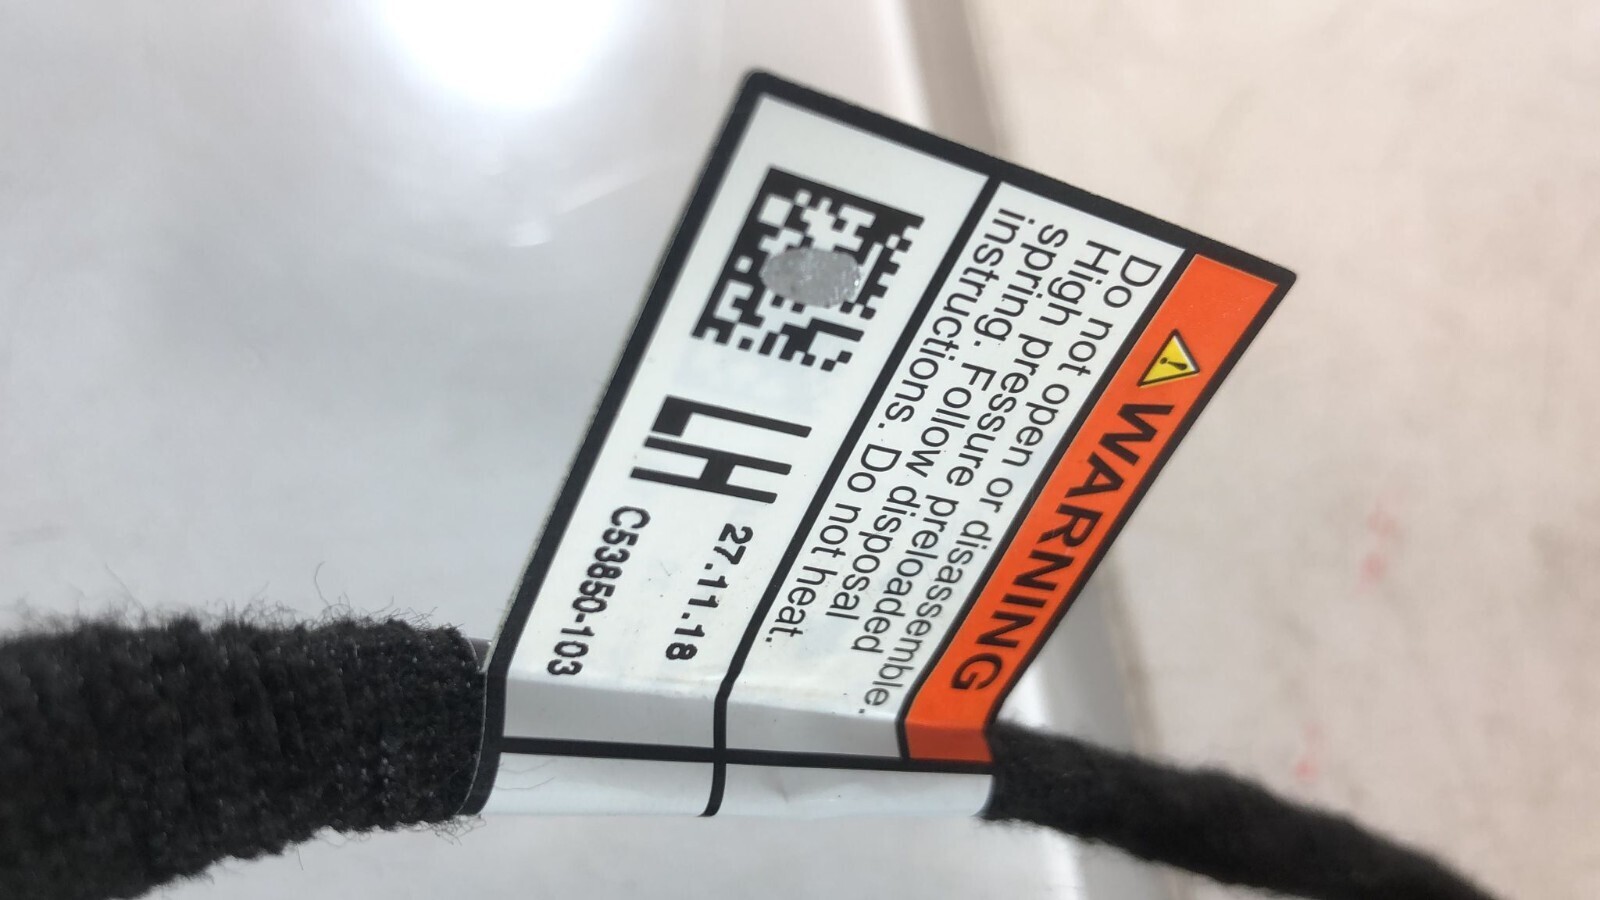 WARNING
Do not open or disassemble.
High pressure preloaded
spring. Follow disposal
instructions. Do not heat.
LH
27.11.18
C53850-103